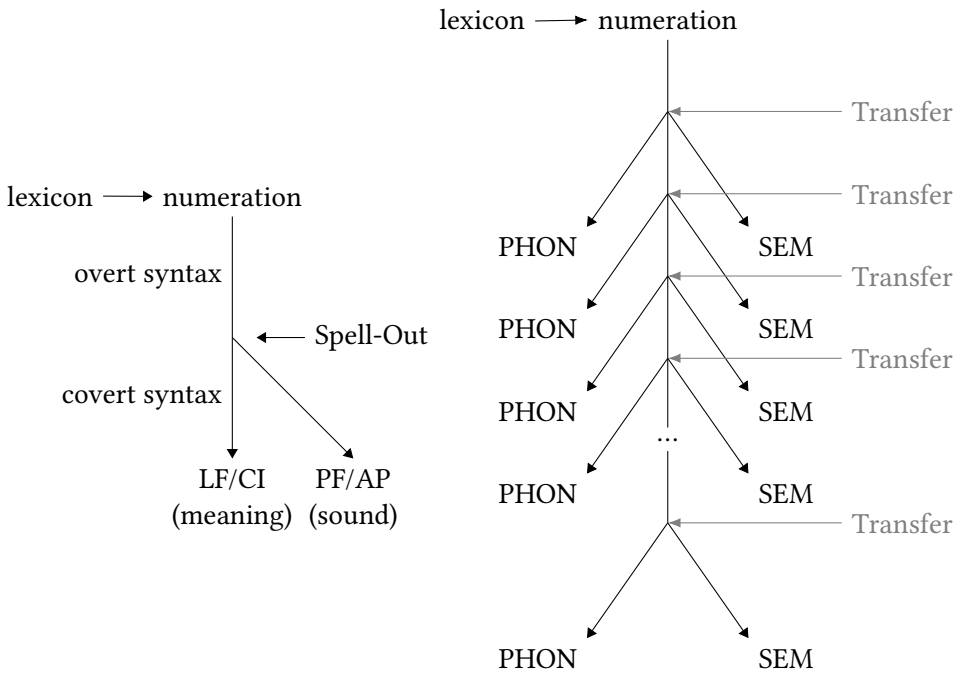 lexicon numeration
overt syntax
Spell-Out
covert syntax
LF/CI PF/AP
(meaning) (sound)
lexicon numeration
Transfer
Transfer
PHON SEM
Transfer
PHON SEM
Transfer
PHON SEM
...
PHON SEM
Transfer
PHON SEM